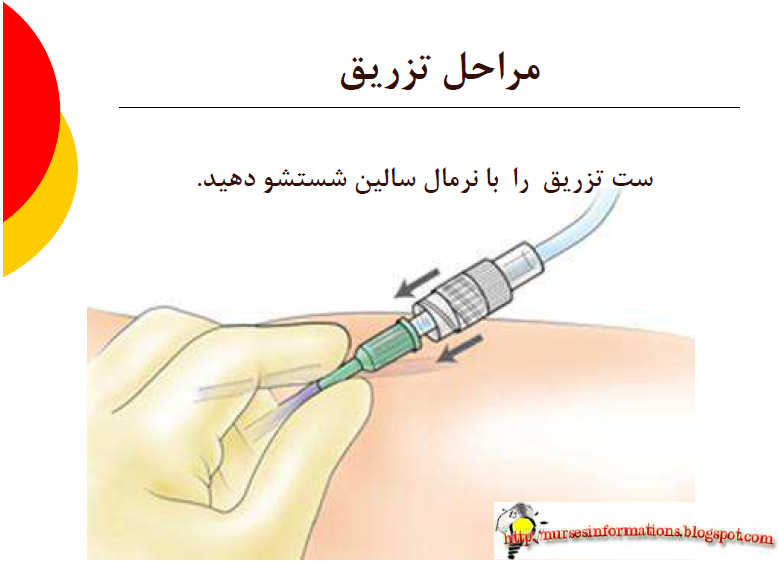 مراحل تزریق
ست تزریق را با نرمال سالین شستشو دهید.
http://nursesinformations.blogspot.com